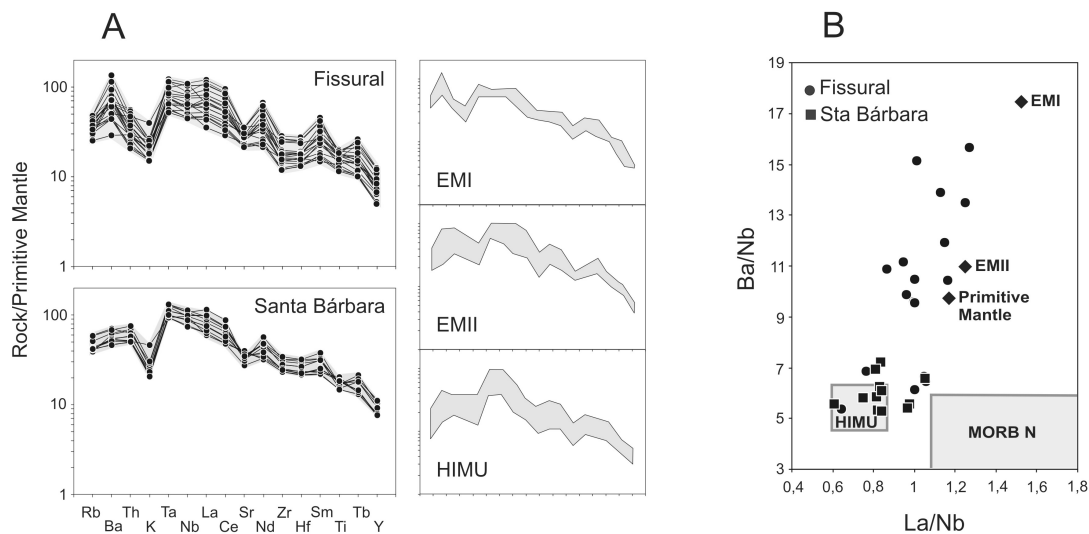 A
B
Rock/Primitive Mantle
Fissural
100
10
1
Santa Bárbara
100
10
1
Rb Ba Th K Ta Nb La Ce Sr Nd Zr Hf Sm Ti Tb Y
EMI
EMII
HIMU
Ba/Nb
19
17
15
13
11
9
7
5
3
Fissural
Sta Bárbara
EMI
EMII
Primitive
Mantle
HIMU
MORB N
0,4 0,6 0,8 1 1,2 1,4 1,6 1,8
La/Nb